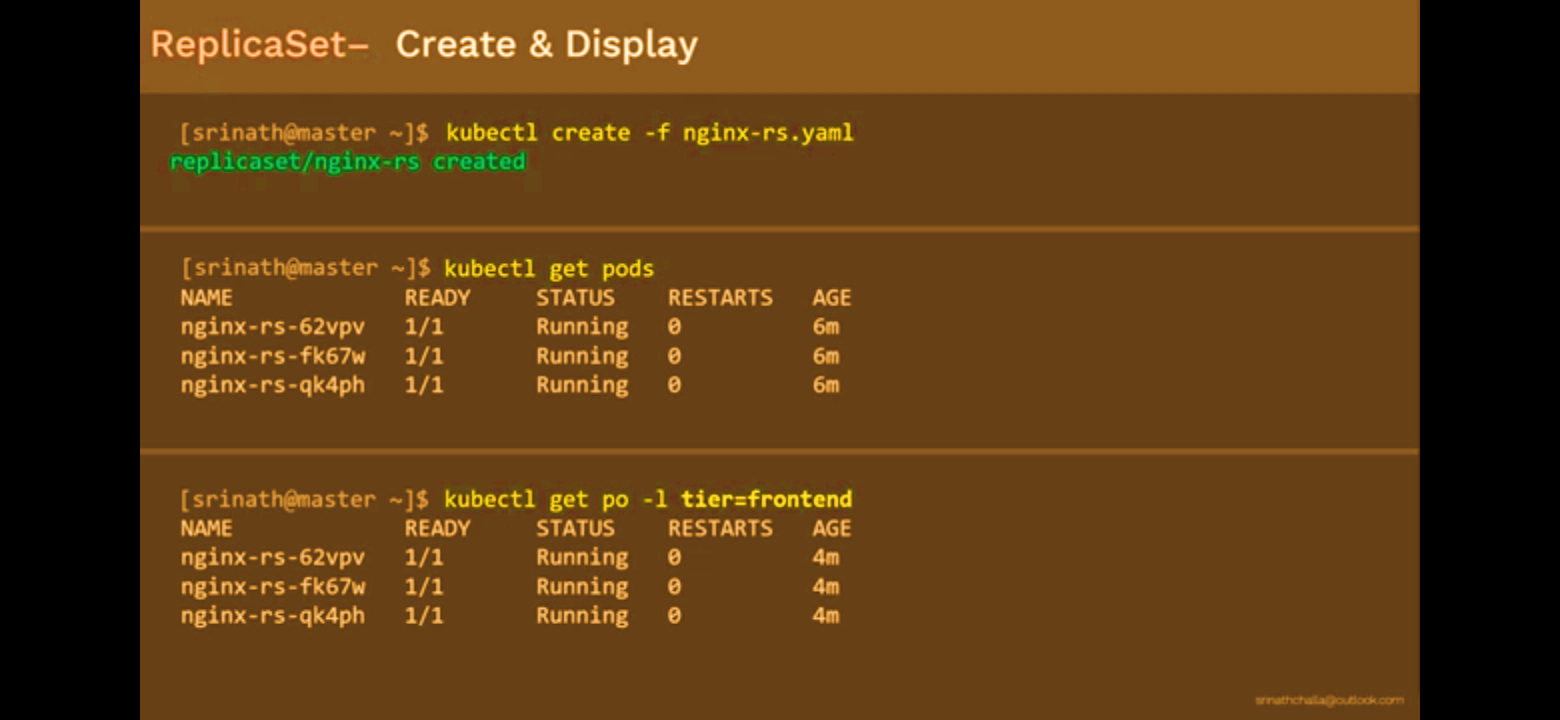 ReplicaSet– Create & Display
[srinath@master ~]$ kubectl create -f nginx-rs.yaml
replicaset/nginx-rs created
[srinath@master ~]$ kubectl get pods
NAME READY STATUS RESTARTS AGE
nginx-rs-62vpv 1/1 Running 0 6m
nginx-rs-fk67w 1/1 Running 0 6m
nginx-rs-qk4ph 1/1 Running 0 6m
[srinath@master ~]$ kubectl get po -l tier=frontend
NAME READY STATUS RESTARTS AGE
nginx-rs-62vpv 1/1 Running 0 4m
nginx-rs-fk67w 1/1 Running 0 4m
nginx-rs-qk4ph 1/1 Running 0 4m
srinathchalla@outlook.com